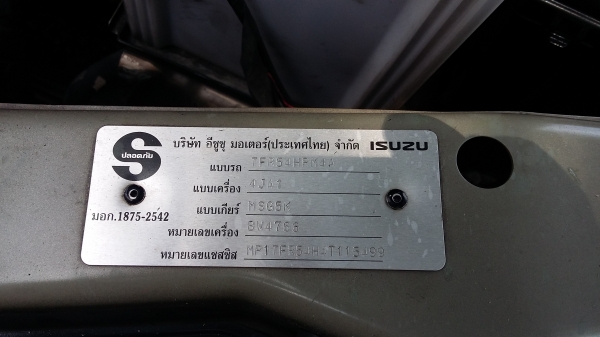 บริษัท อีซูซุ มอเตอร์(ประเทศไทย) จำกัด ISUZU
S
ปลอดภัย
แบบรถ
แบบเครื่อง 4JA1
แบบเกียร์ MSG5K
มอก.1875-2542
หมายเลขเครื่อง
หมายเลขแชสซิส